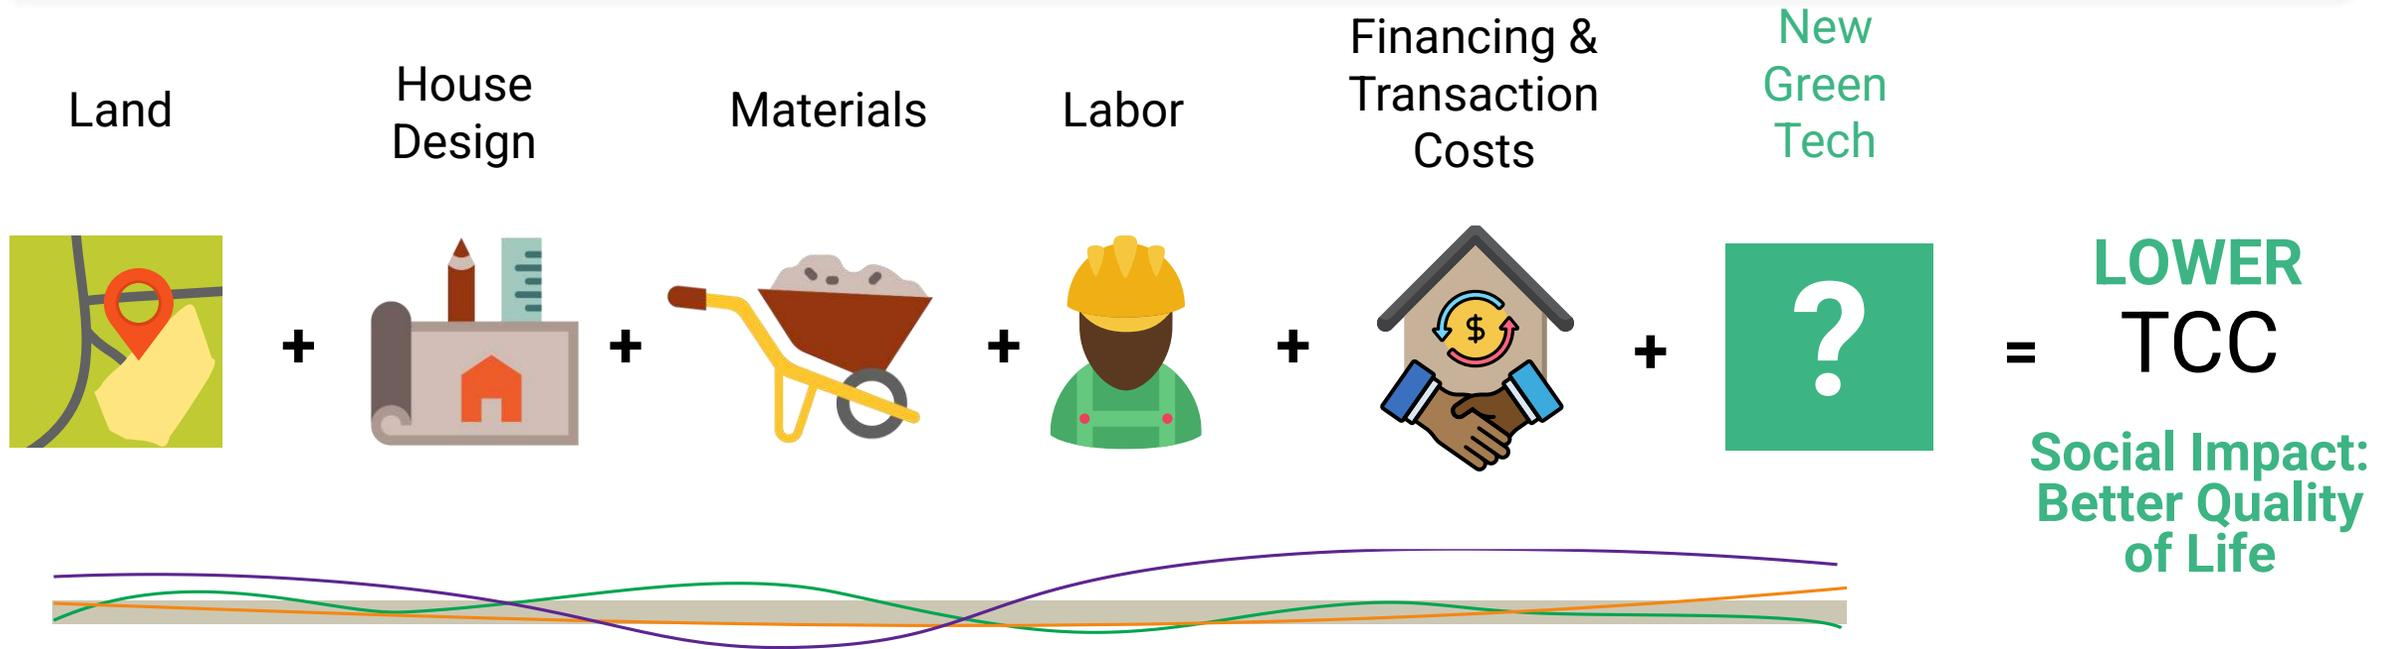 Land
House
Design
Materials
Labor
Financing &
Transaction
Costs
New
Green
Tech
+
+
+
+
$
+
?
=
LOWER
TCC
Social Impact:
Better Quality
of Life